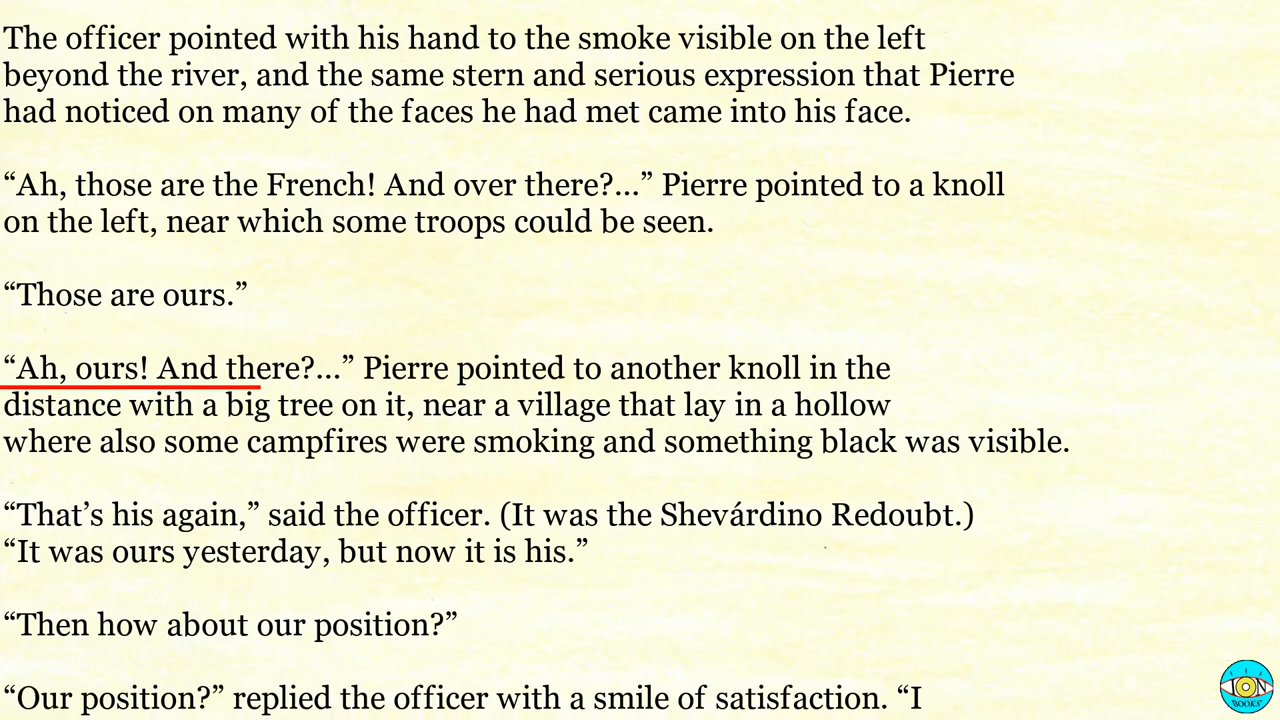 The officer pointed with his hand to the smoke visible on the left
beyond the river, and the same stern and serious expression that Pierre
had noticed on many of the faces he had met came into his face.
“Ah, those are the French! And over there?...” Pierre pointed to a knoll
on the left, near which some troops could be seen.
“Those are ours.”
“Ah, ours! And there?...” Pierre pointed to another knoll in the
distance with a big tree on it, near a village that lay in a hollow
where also some campfires were smoking and something black was visible.
“That’s his again,” said the officer. (It was the Shevárdino Redoubt.)
“It was ours yesterday, but now it is his.”
“Then how about our position?”
“Our position?” replied the officer with a smile of satisfaction. “I
ION
BOOKS